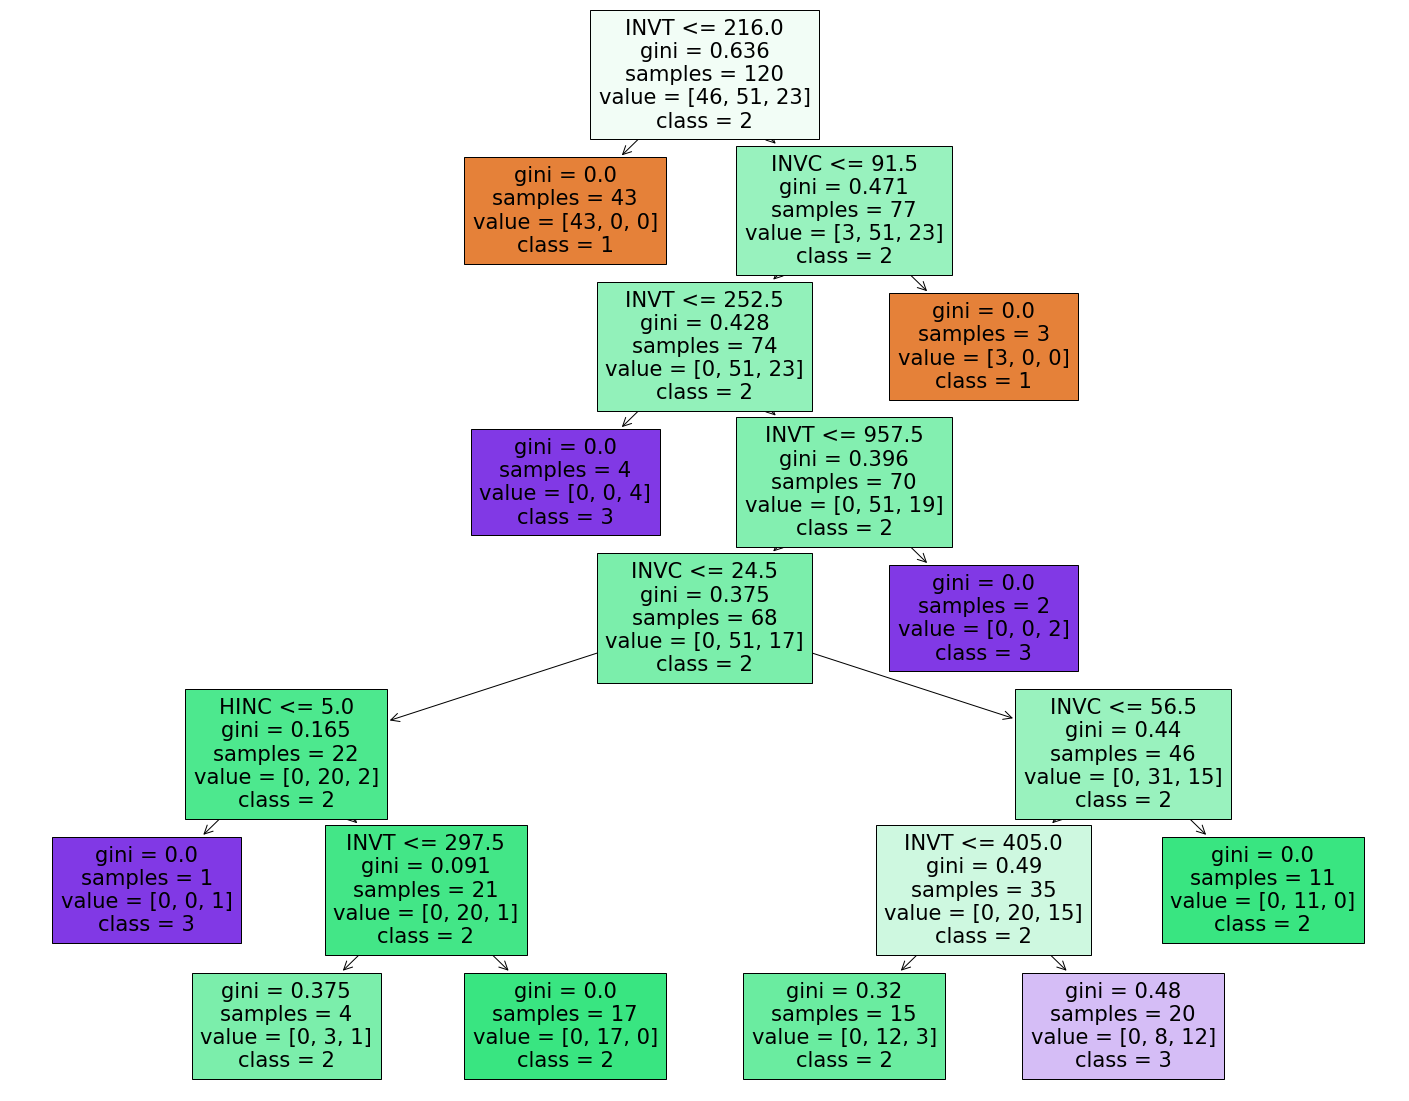 INVT <= 216.0
gini = 0.636
samples = 120
value = [46, 51, 23]
class = 2
gini = 0.0
samples = 43
value = [43, 0, 0]
class = 1
INVC <= 91.5
gini = 0.471
samples = 77
value = [3, 51, 23]
class = 2
INVT <= 252.5
gini = 0.428
samples = 74
value = [0, 51, 23]
class = 2
gini = 0.0
samples = 3
value = [3, 0, 0]
class = 1
gini = 0.0
samples = 4
value = [0, 0, 4]
class = 3
INVT <= 957.5
gini = 0.396
samples = 70
value = [0, 51, 19]
class = 2
INVC <= 24.5
gini = 0.375
samples = 68
value = [0, 51, 17]
class = 2
gini = 0.0
samples = 2
value = [0, 0, 2]
class = 3
HINC <= 5.0
gini = 0.165
samples = 22
value = [0, 20, 2]
class = 2
INVC <= 56.5
gini = 0.44
samples = 46
value = [0, 31, 15]
class = 2
gini = 0.0
samples = 1
value = [0, 0, 1]
class = 3
INVT <= 297.5
gini = 0.091
samples = 21
value = [0, 20, 1]
class = 2
INVT <= 405.0
gini = 0.49
samples = 35
value = [0, 20, 15]
class = 2
gini = 0.0
samples = 11
value = [0, 11, 0]
class = 2
gini = 0.375
samples = 4
value = [0, 3, 1]
class = 2
gini = 0.0
samples = 17
value = [0, 17, 0]
class = 2
gini = 0.32
samples = 15
value = [0, 12, 3]
class = 2
gini = 0.48
samples = 20
value = [0, 8, 12]
class = 3